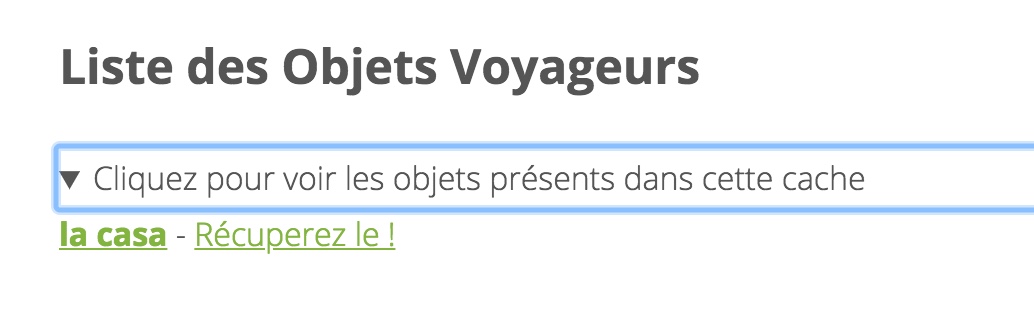 Liste des Objets Voyageurs
Cliquez pour voir les objets présents dans cette cache
la casa - Récuperez le !